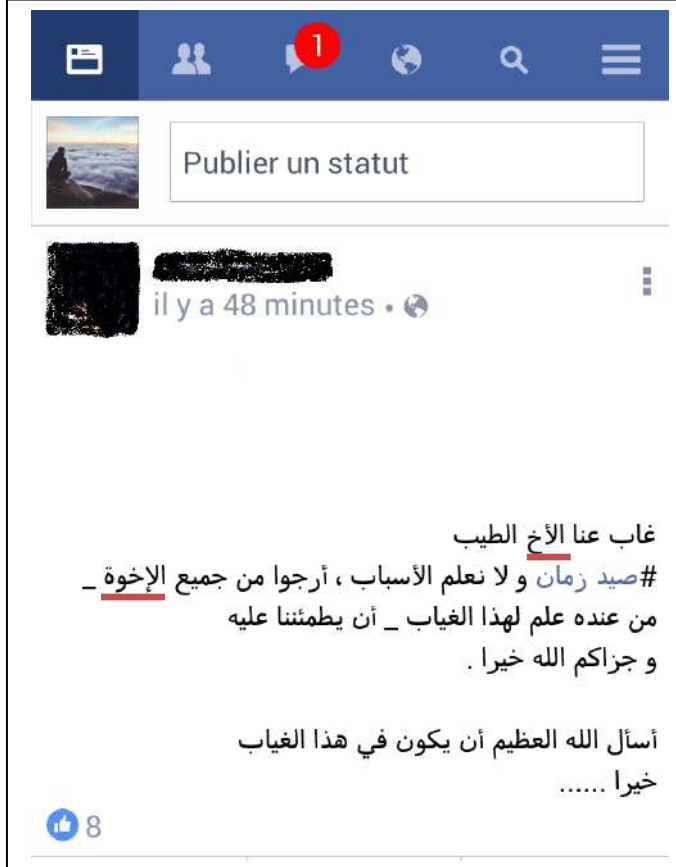 1
Publier un statut
il y a 48 minutes •
غاب عنا الأخ الطيب
#صيد زمان و لا نعلم الأسباب ، أرجوا من جميع الإخوة _
من عنده علم لهذا الغياب _ أن يطمئننا عليه
و جزاكم الله خيرا .
أسأل الله العظيم أن يكون في هذا الغياب
خيرا ......
8